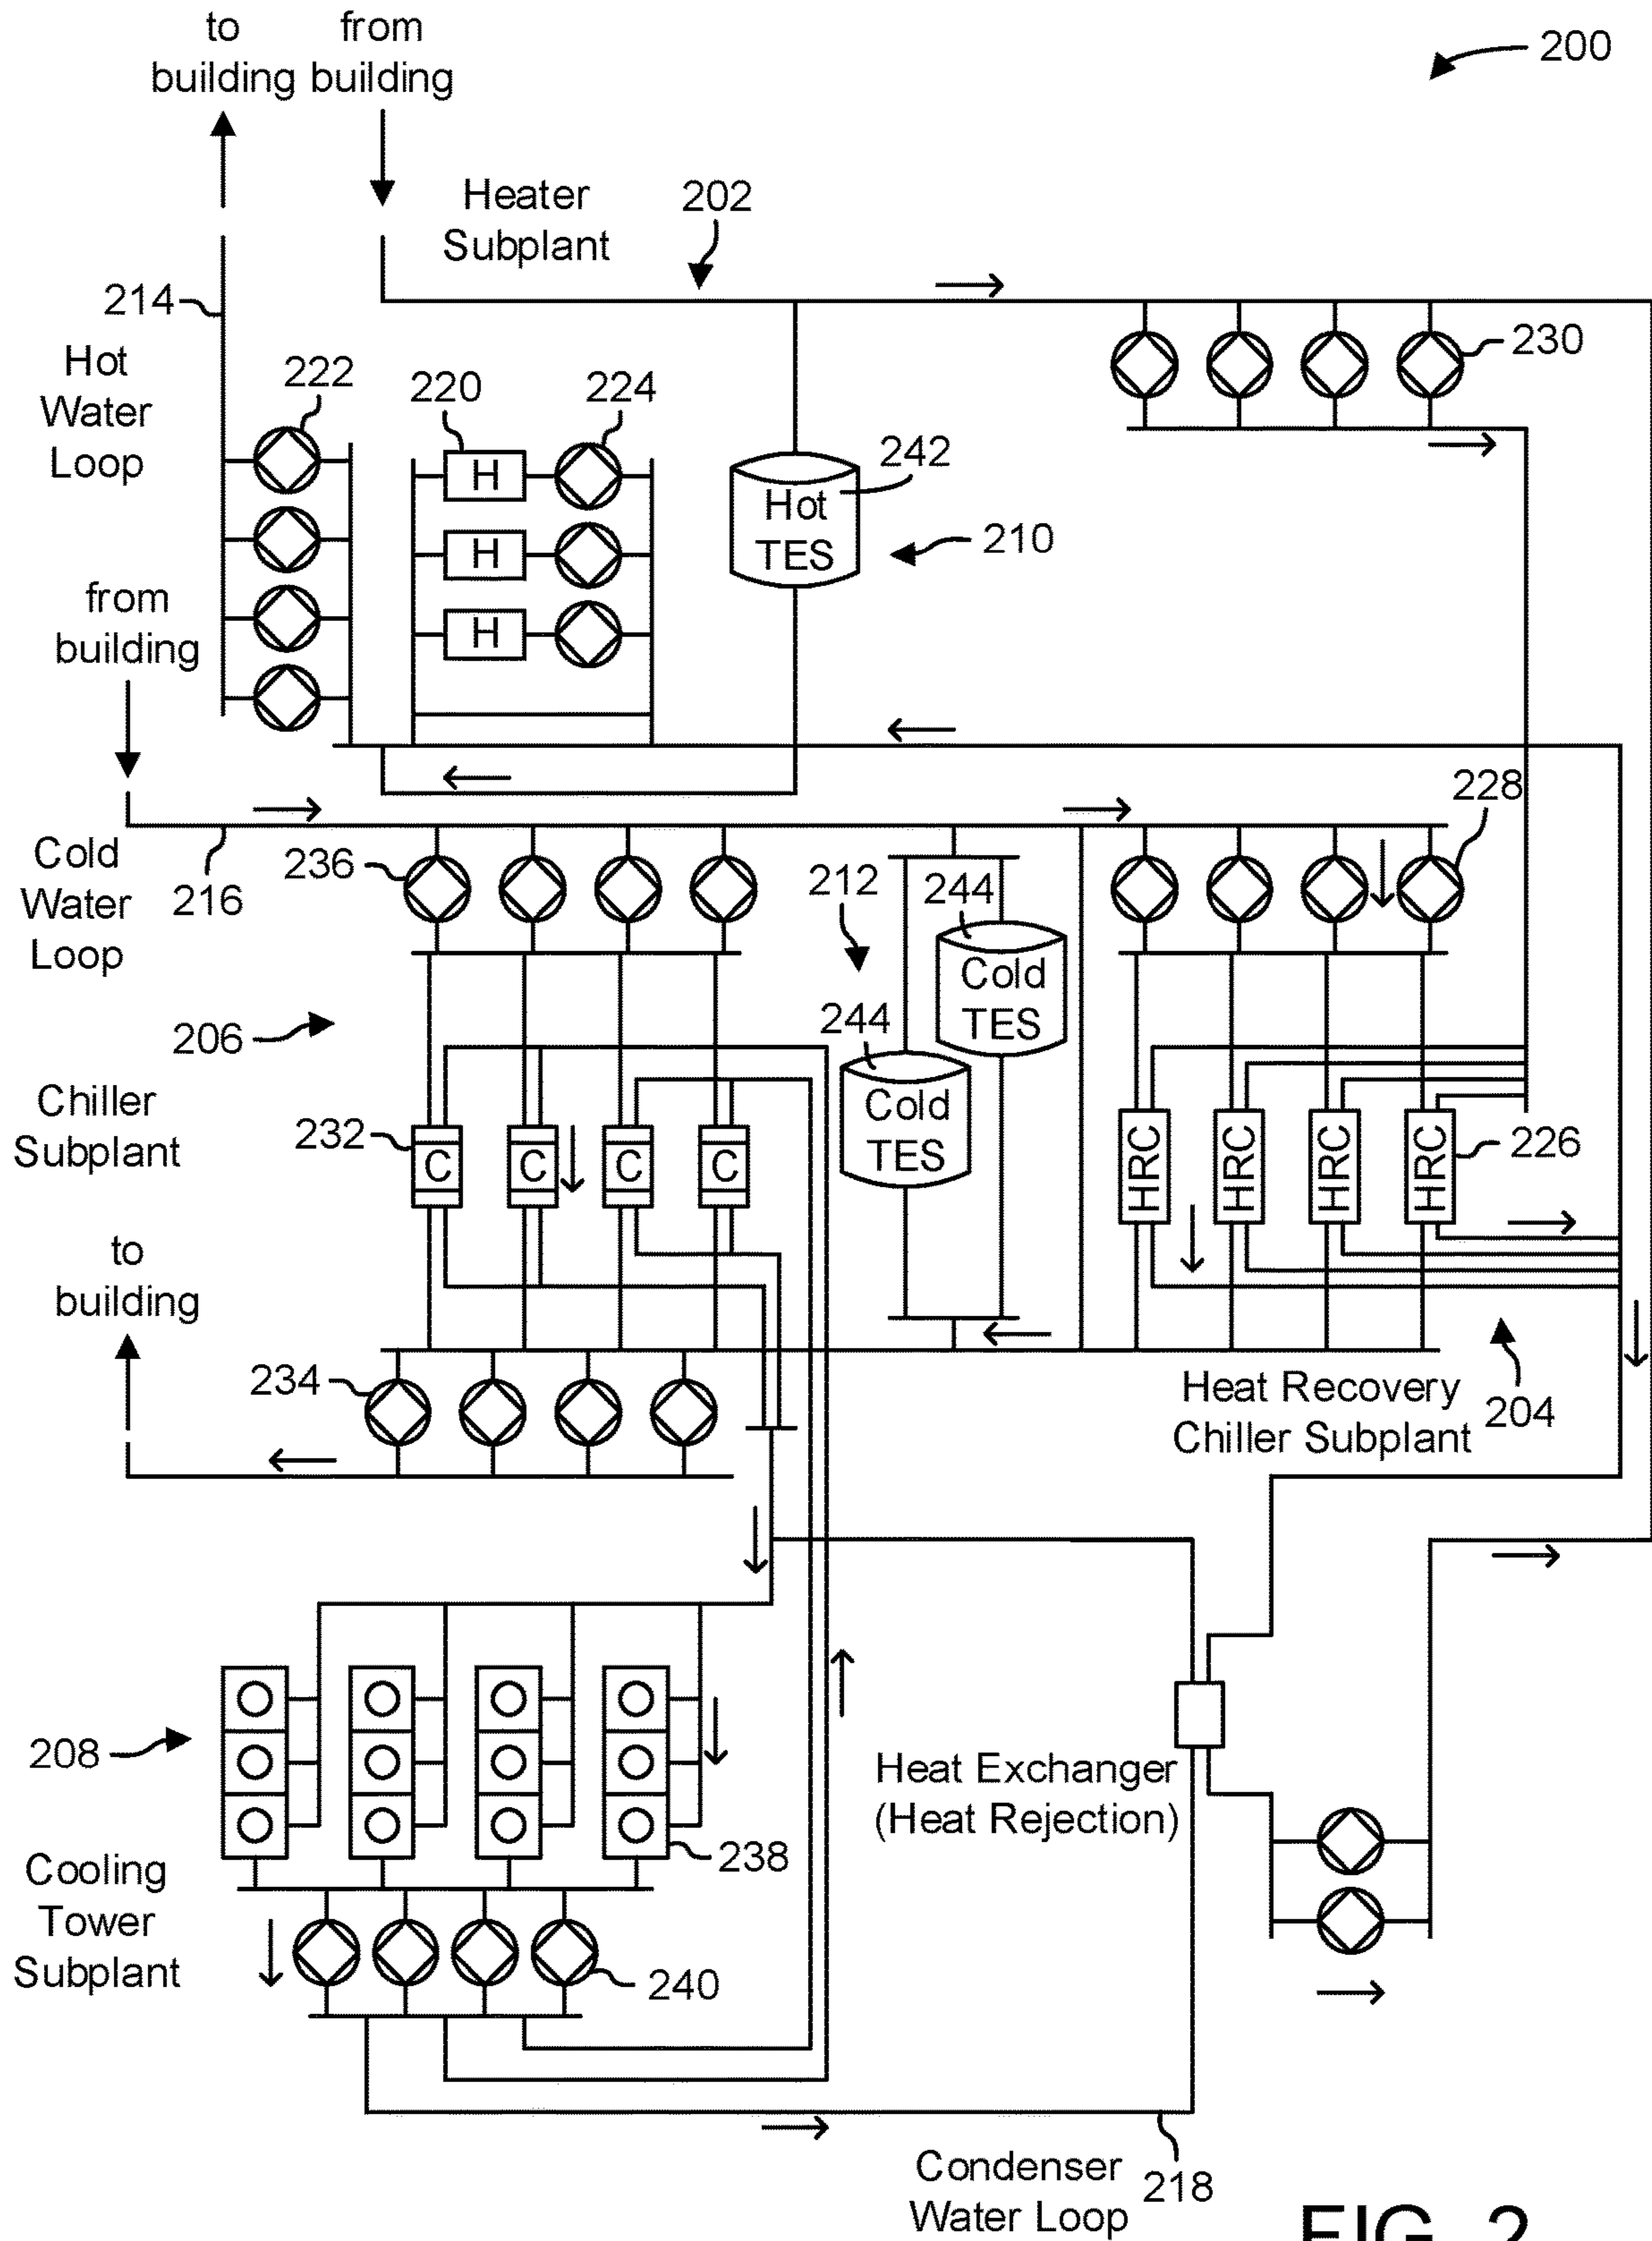 to
building
from
building
200
Heater
Subplant
202
214
Hot
Water
Loop
222
220
224
230
H
H
H
Hot
TES
242
210
from
building
228
Cold
Water
Loop
216
236
212
244
Cold
TES
244
Cold
TES
206
Chiller
Subplant
232
C
C
C
C
HRC
HRC
HRC
HRC
226
to
building
234
Heat Recovery
Chiller Subplant
204
208
Heat Exchanger
(Heat Rejection)
238
Cooling
Tower
Subplant
240
Condenser
Water Loop
218
FIG. 2